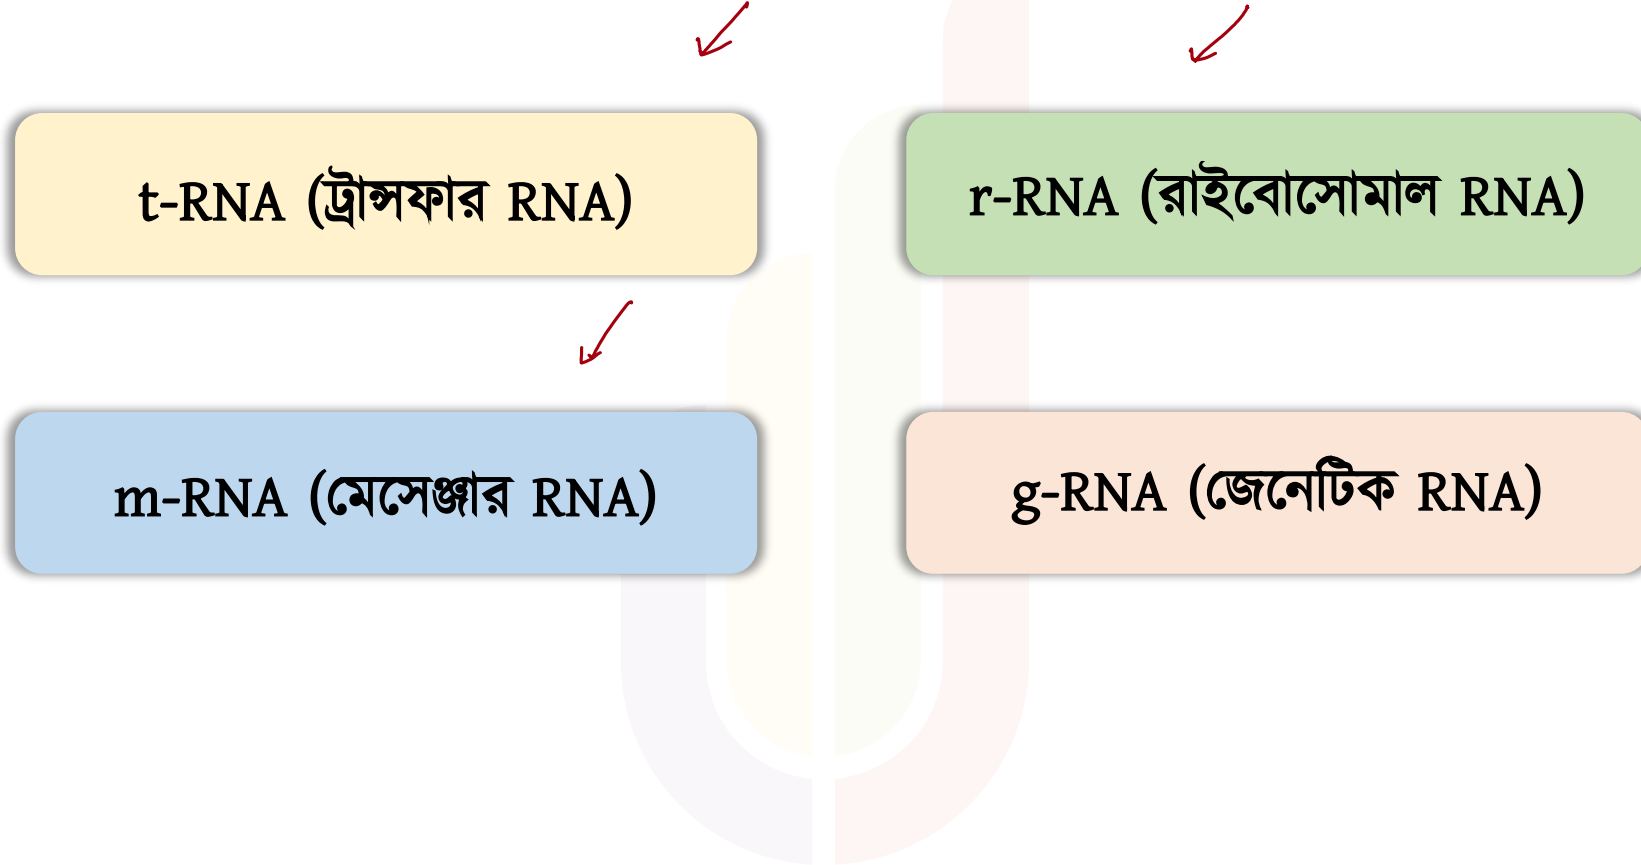 t-RNA (ট্রান্সফার RNA)
r-RNA (রাইবোসোমাল RNA)
m-RNA (মেসেঞ্জার RNA)
g-RNA (জেনেটিক RNA)